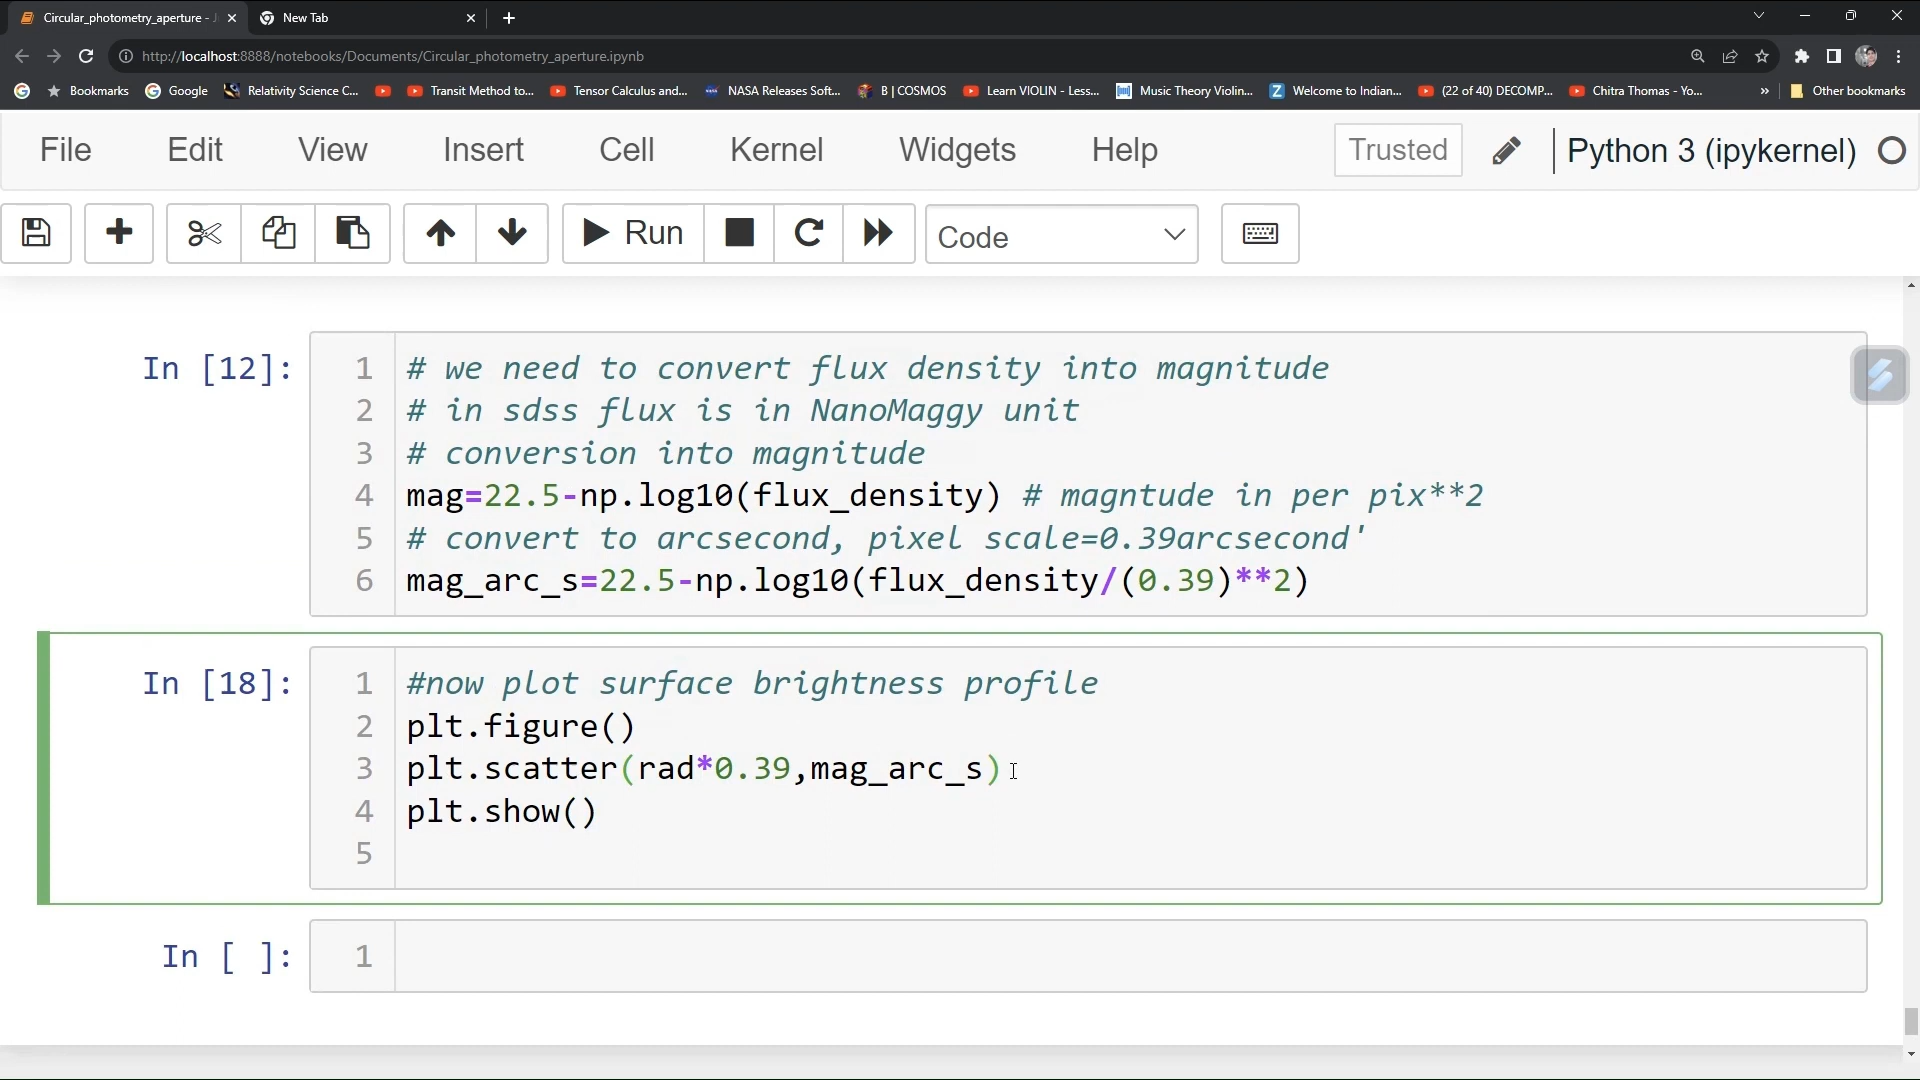 Circular_photometry_aperture - J
New Tab
http://localhost:8888/notebooks/Documents/Circular_photometry_aperture.ipynb
Bookmarks Google Relativity Science C... Transit Method to... Tensor Calculus and... NASA Releases Soft... B | COSMOS Learn VIOLIN - Less... Music Theory Violin... Welcome to Indian... (22 of 40) DECOMP... Chitra Thomas - Yo... » Other bookmarks
File Edit View Insert Cell Kernel Widgets Help Trusted Python 3 (ipykernel)
Run Code
In [12]:
1 # we need to convert flux density into magnitude
2 # in sdss flux is in NanoMaggy unit
3 # conversion into magnitude
4 mag=22.5-np.log10(flux_density) # magntude in per pix**2
5 # convert to arcsecond, pixel scale=0.39arcsecond'
6 mag_arc_s=22.5-np.log10(flux_density/(0.39)**2)
In [18]:
1 #now plot surface brightness profile
2 plt.figure()
3 plt.scatter(rad*0.39,mag_arc_s)
4 plt.show()
5
In [ ]:
1